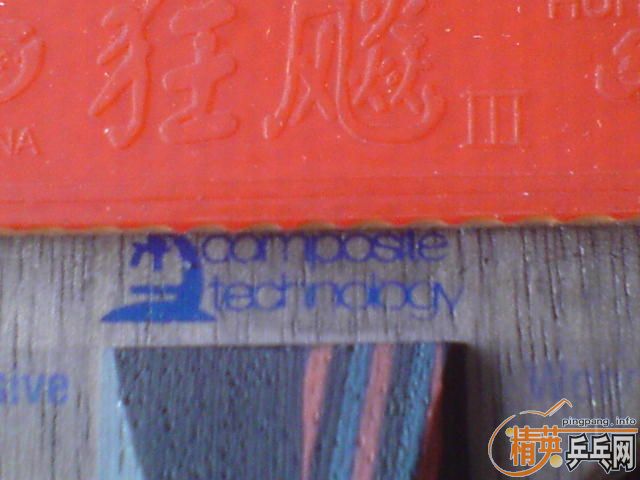 狂飚 III
NA
composite
technology
sive
pingpang.info
精英乒乓网